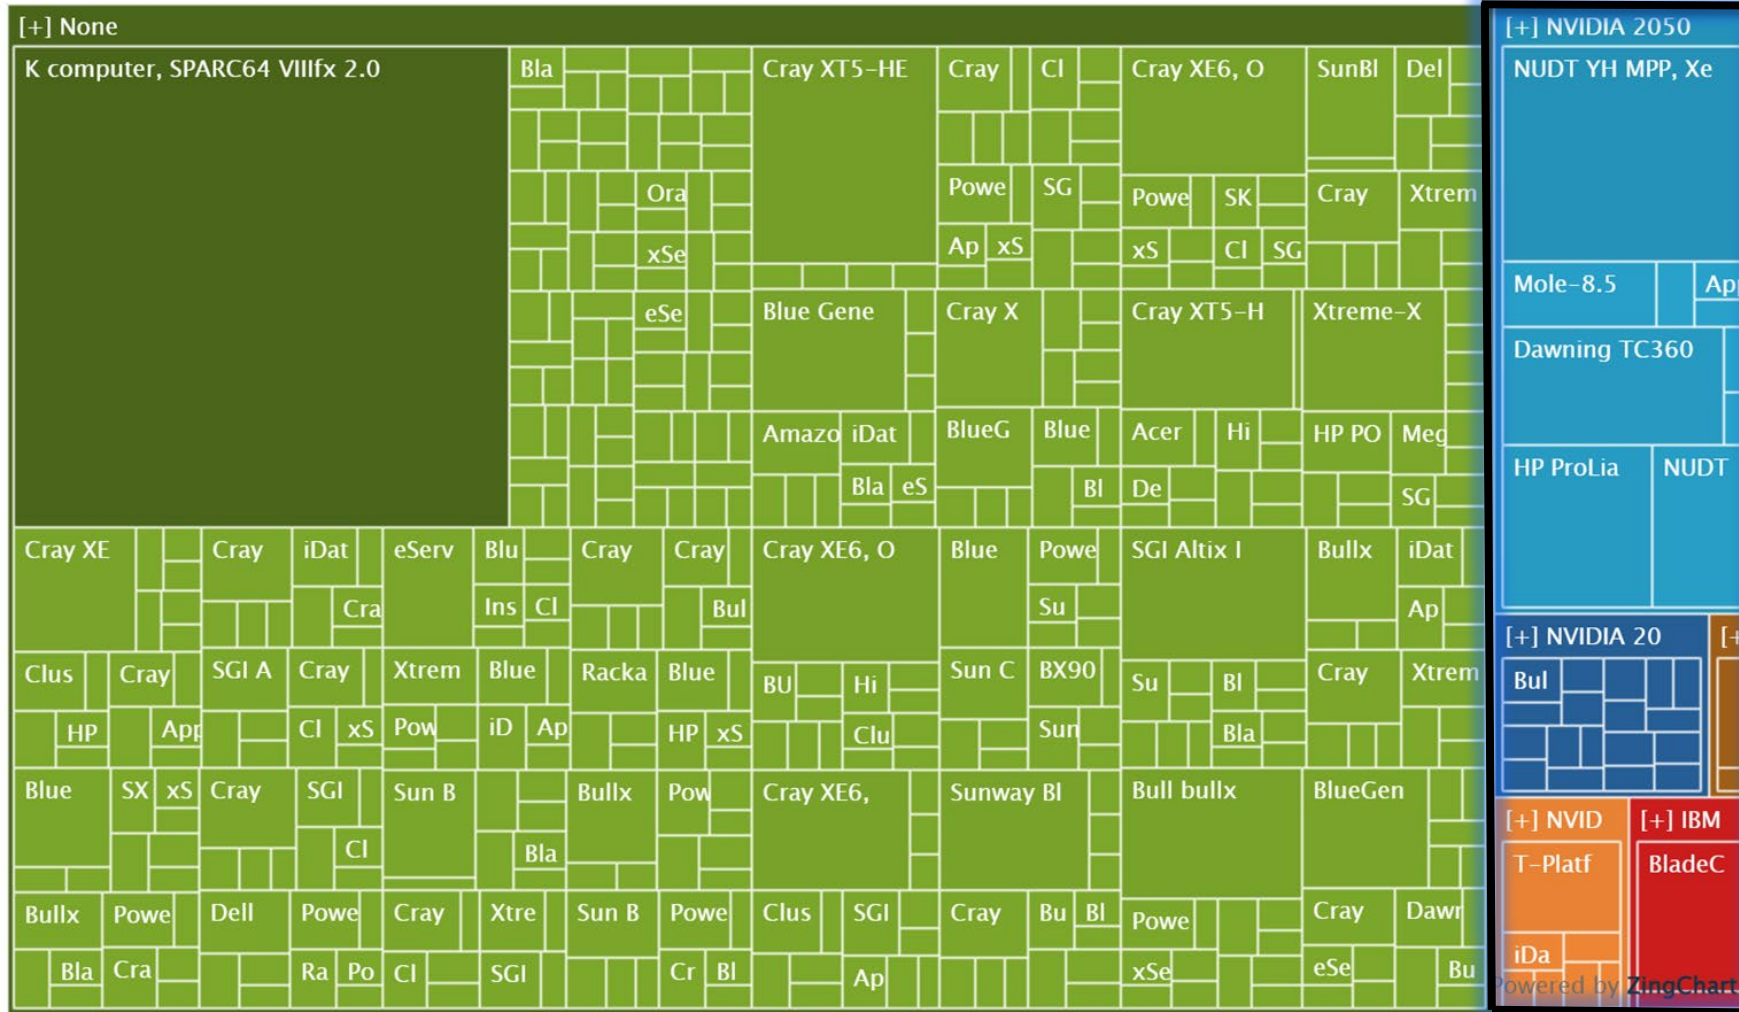 [+] None
K computer, SPARC64 VIIIfx 2.0
Bla
Ora
xSe
eSe
Cray XT5-HE
Cray
Cl
Powe
SG
Ap
xS
Cray XE6, O
Powe
SK
xS
Cl
SG
SunBl
Del
Cray
Xtrem
Blue Gene
Cray X
Cray XT5-H
Xtreme-X
Amazo
iDat
Bla
eS
BlueG
Blue
Bl
Acer
Hi
De
HP PO
Meg
SG
Cray XE
Cray
iDat
Cra
eServ
Blu
Ins
Cl
Cray
Cray
Bul
Cray XE6, O
Blue
Powe
Su
SGI Altix I
Bullx
iDat
Ap
Clus
Cray
HP
App
SGI A
Cray
Cl
xS
Xtrem
Blue
Pow
iD
Ap
Racka
Blue
HP
xS
BU
Hi
Clu
Sun C
BX90
Sun
Su
Bl
Bla
Cray
Xtrem
Blue
SX
xS
Cray
SGI
Cl
Sun B
Bla
Bullx
Pow
Cray XE6,
Sunway Bl
Bull bullx
BlueGen
Bullx
Powe
Bla
Cra
Dell
Powe
Ra
Po
Cray
Xtre
Cl
SGI
Sun B
Powe
Cr
Bl
Clus
SGI
Ap
Cray
Bu
Bl
Powe
xSe
Cray
Dawr
eSe
Bu
[+] NVIDIA 2050
NUDT YH MPP, Xe
Mole-8.5
App
Dawning TC360
HP ProLia
NUDT
[+] NVIDIA 20
Bul
[+
[+] NVID
T-Platf
iDa
[+] IBM
BladeC
Powered by ZingChart